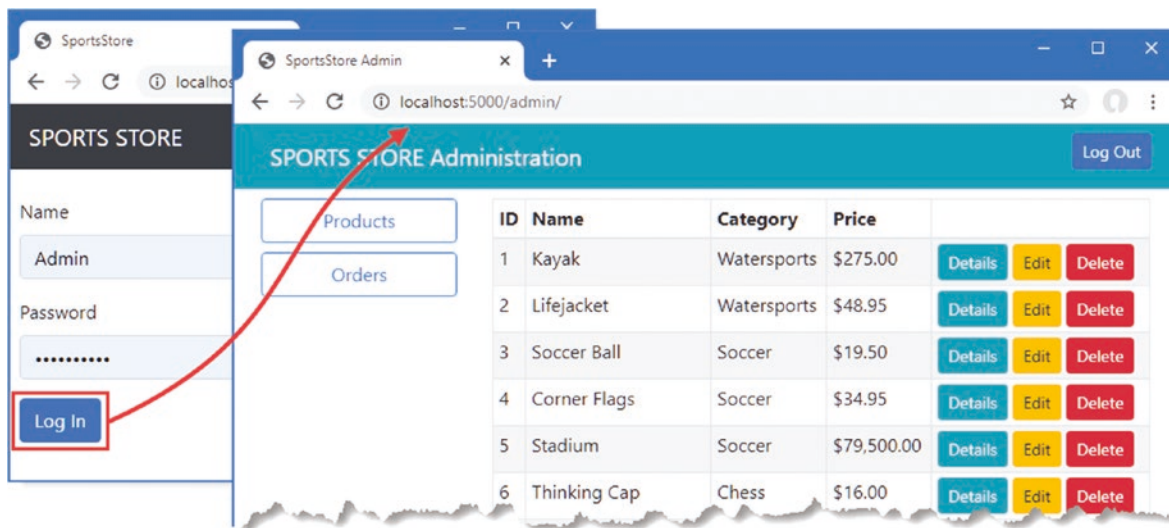 SportsStore
localhos
SPORTS STORE
Name
Admin
Password
••••••••••
Log In
SportsStore Admin
localhost:5000/admin/
SPORTS STORE Administration
Log Out
Products
Orders
ID Name Category Price
1 Kayak Watersports $275.00 Details Edit Delete
2 Lifejacket Watersports $48.95 Details Edit Delete
3 Soccer Ball Soccer $19.50 Details Edit Delete
4 Corner Flags Soccer $34.95 Details Edit Delete
5 Stadium Soccer $79,500.00 Details Edit Delete
6 Thinking Cap Chess $16.00 Details Edit Delete